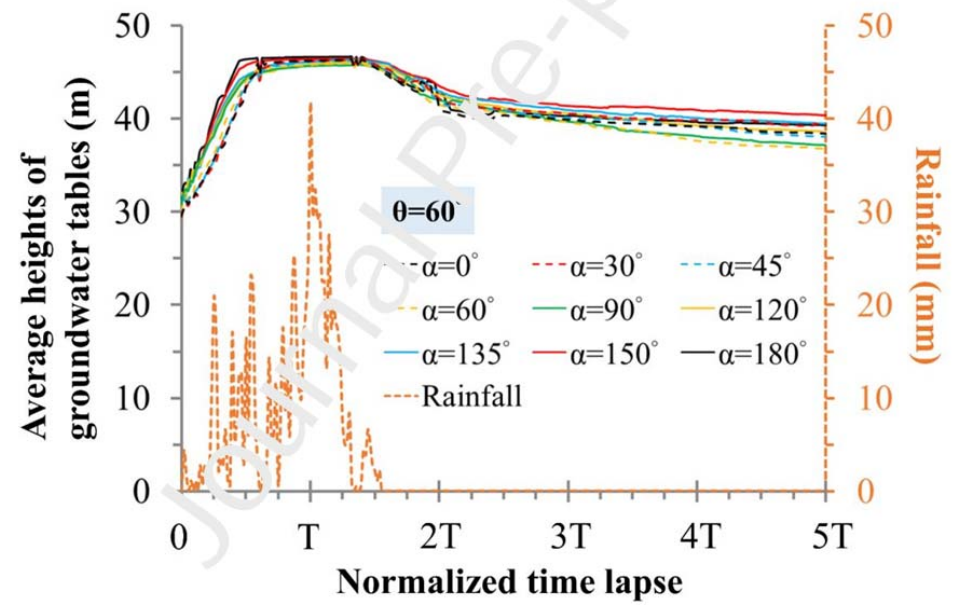 50
40
30
20
10
0
Average heights of
groundwater tables (m)
50
40
30
20
10
0
Rainfall (mm)
θ=60°
α=0° α=30° α=45°
α=60° α=90° α=120°
α=135° α=150° α=180°
Rainfall
0 T 2T 3T 4T 5T
Normalized time lapse
Journal Pre-p